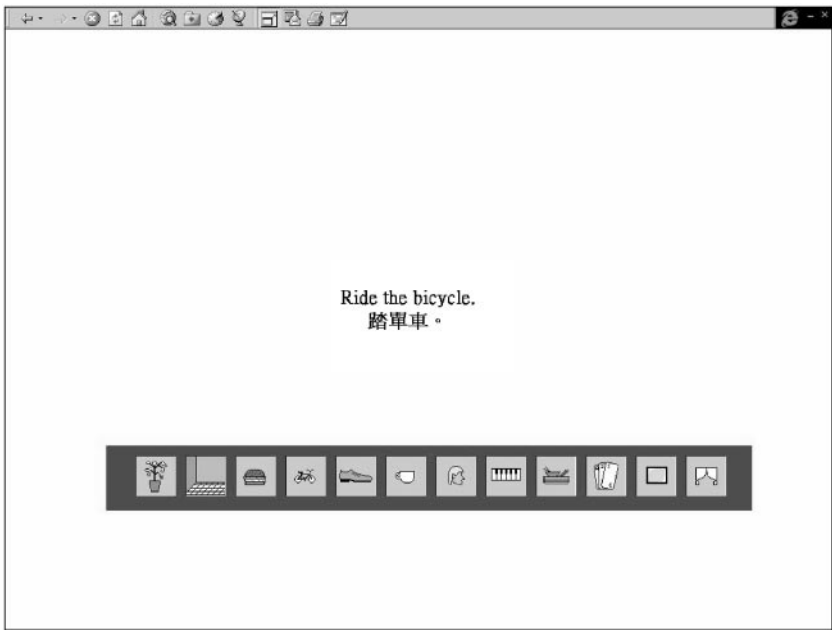 Ride the bicycle.
踏單車。